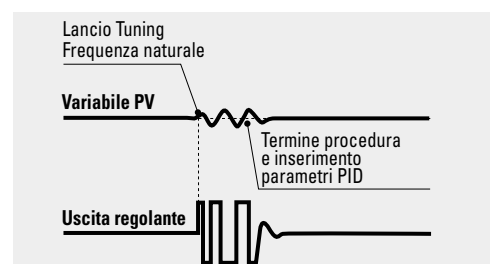 Lancio Tuning
Frequenza naturale
Variabile PV
Termine procedura
e inserimento
parametri PID
Uscita regolante